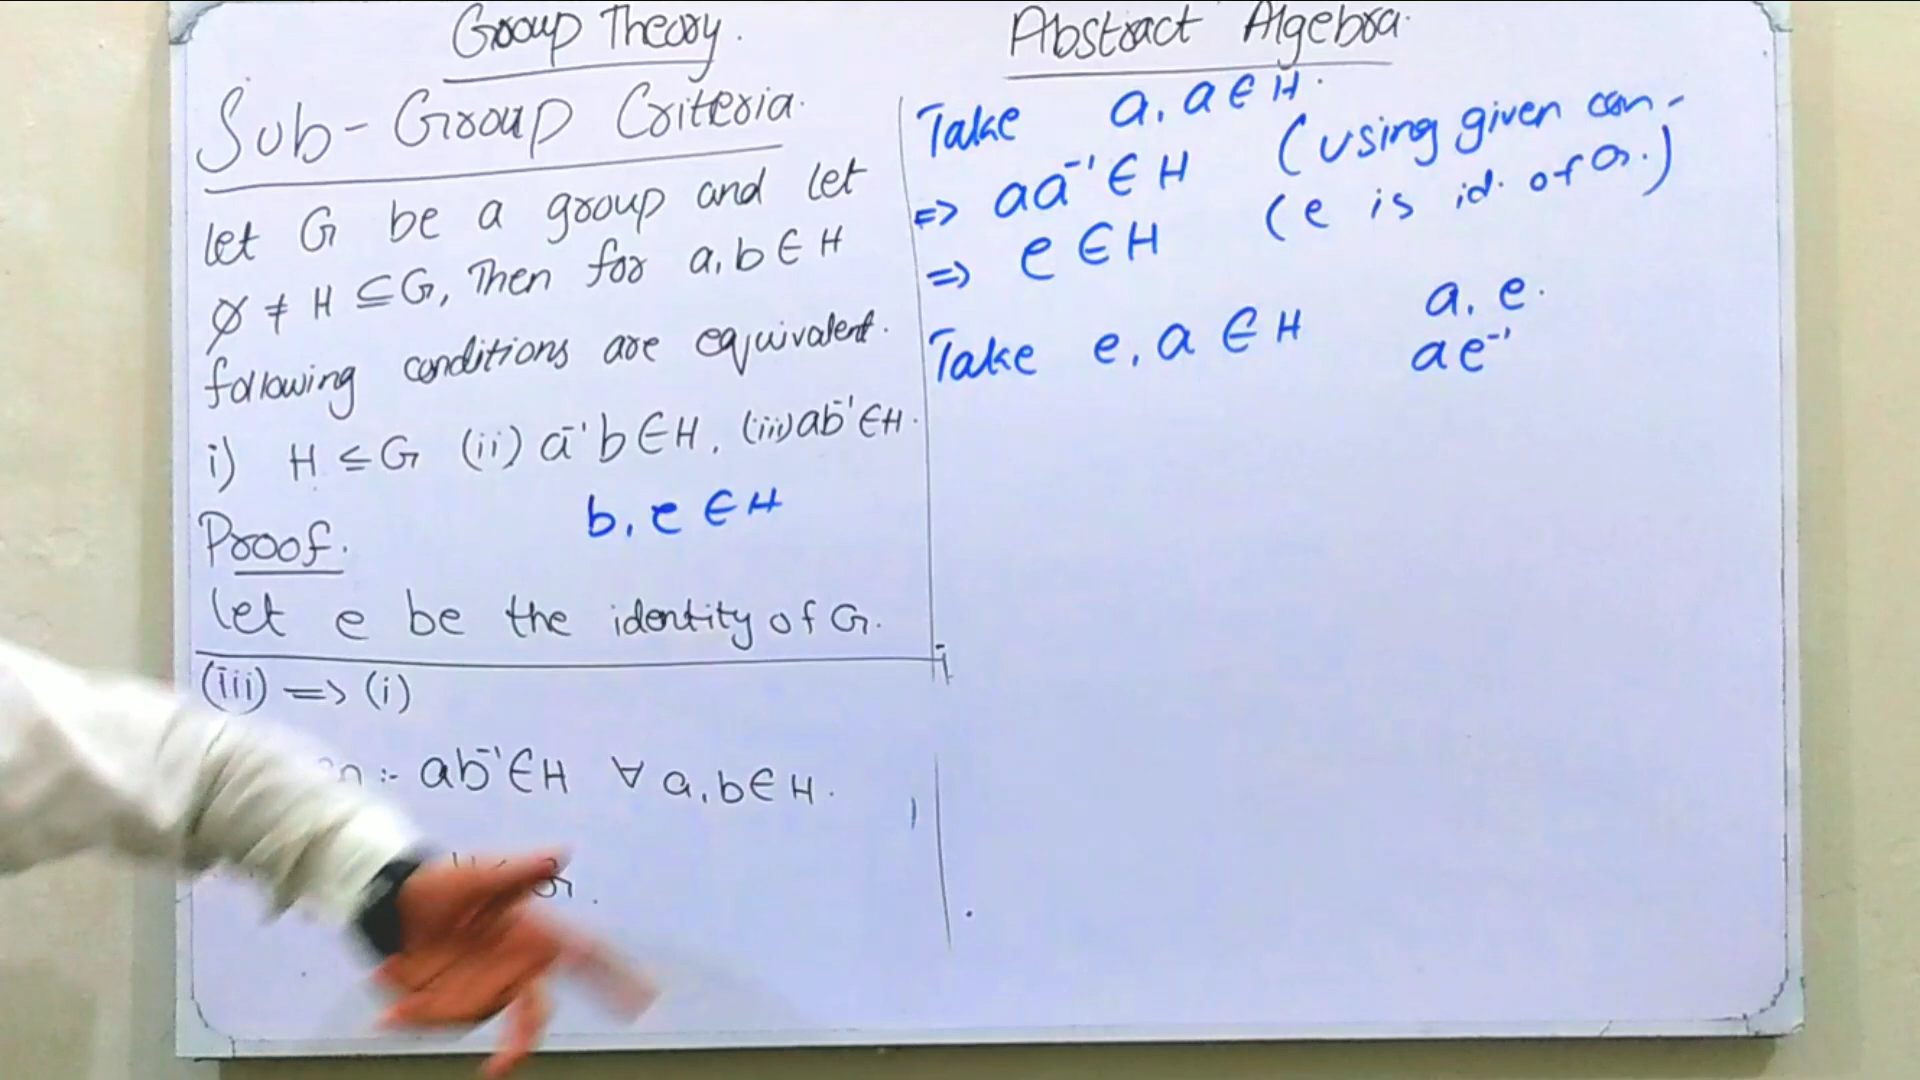 Group Theory.
Abstract Algebra.
Sub-Group Criteria.
Let G be a group and let
∅ ≠ H ⊆ G, Then for a, b ∈ H
following conditions are equivalent.
i) H ≤ G (ii) a⁻¹b ∈ H, (iii) ab⁻¹ ∈ H.
b, e ∈ H
Proof.
Let e be the identity of G.
(iii) => (i)
:- ab⁻¹ ∈ H ∀ a, b ∈ H.
Take a, a ∈ H.
=> aa⁻¹ ∈ H (using given con-
=> e ∈ H (e is id. of G.)
a, e.
Take e, a ∈ H
ae⁻¹